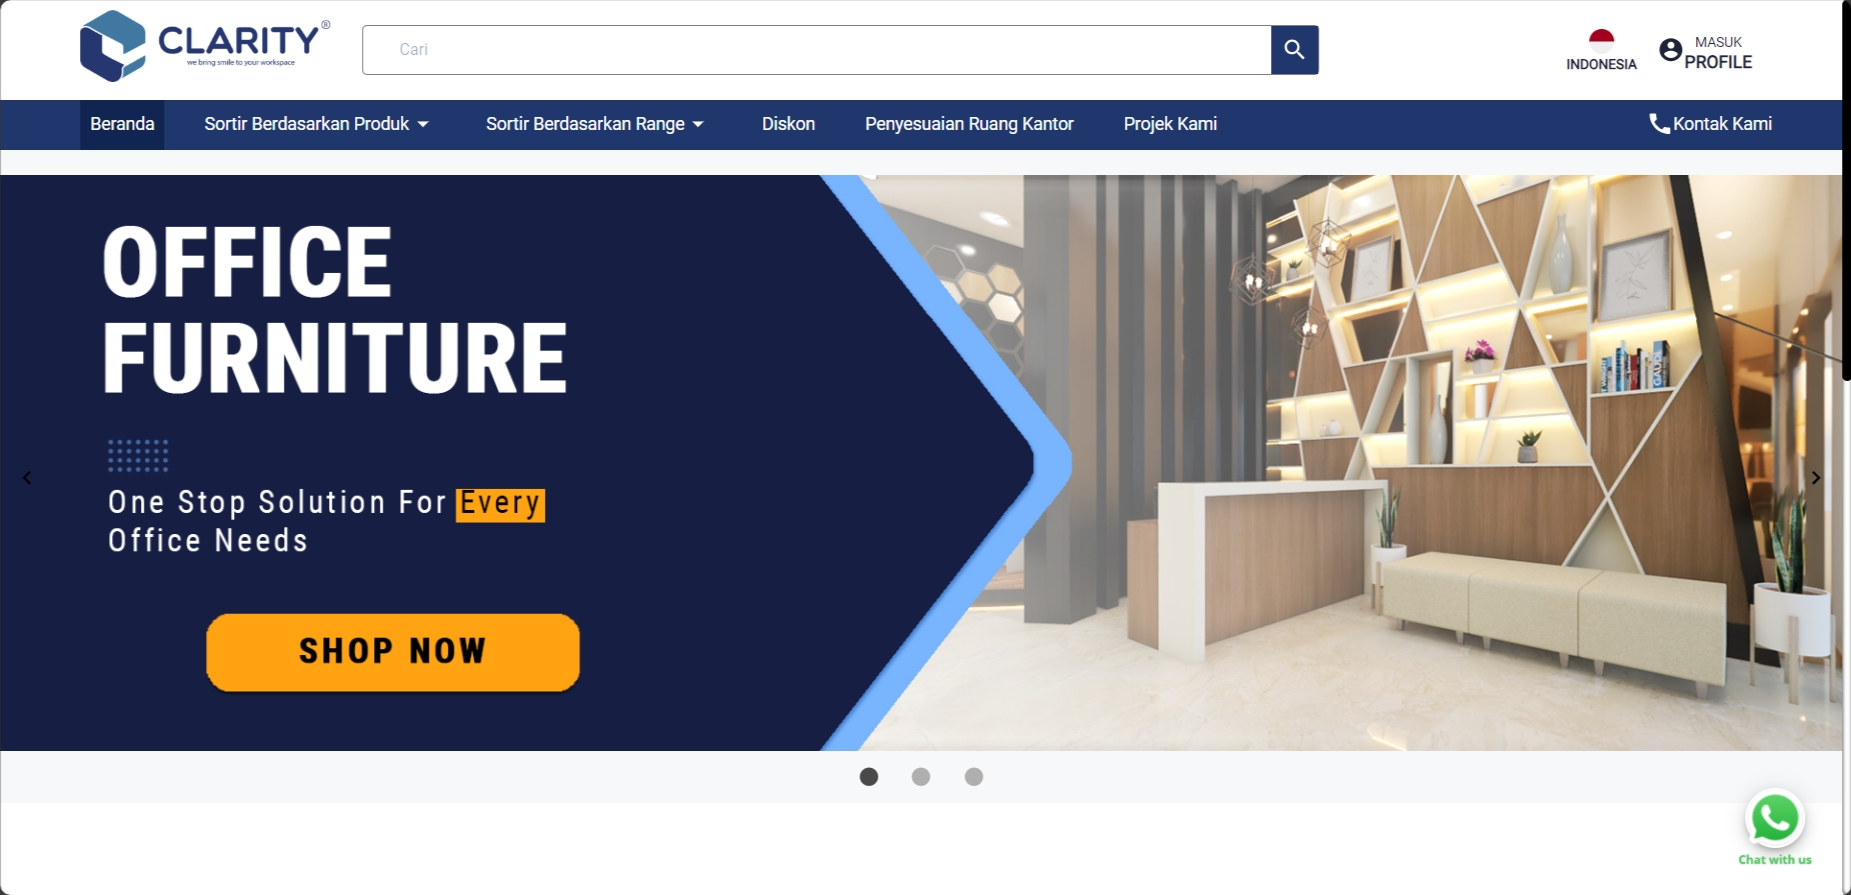 CLARITY®
we bring smile to your workspace
Cari
INDONESIA
MASUK
PROFILE
Beranda
Sortir Berdasarkan Produk
Sortir Berdasarkan Range
Diskon
Penyesuaian Ruang Kantor
Projek Kami
Kontak Kami
OFFICE
FURNITURE
One Stop Solution For Every
Office Needs
SHOP NOW
Chat with us